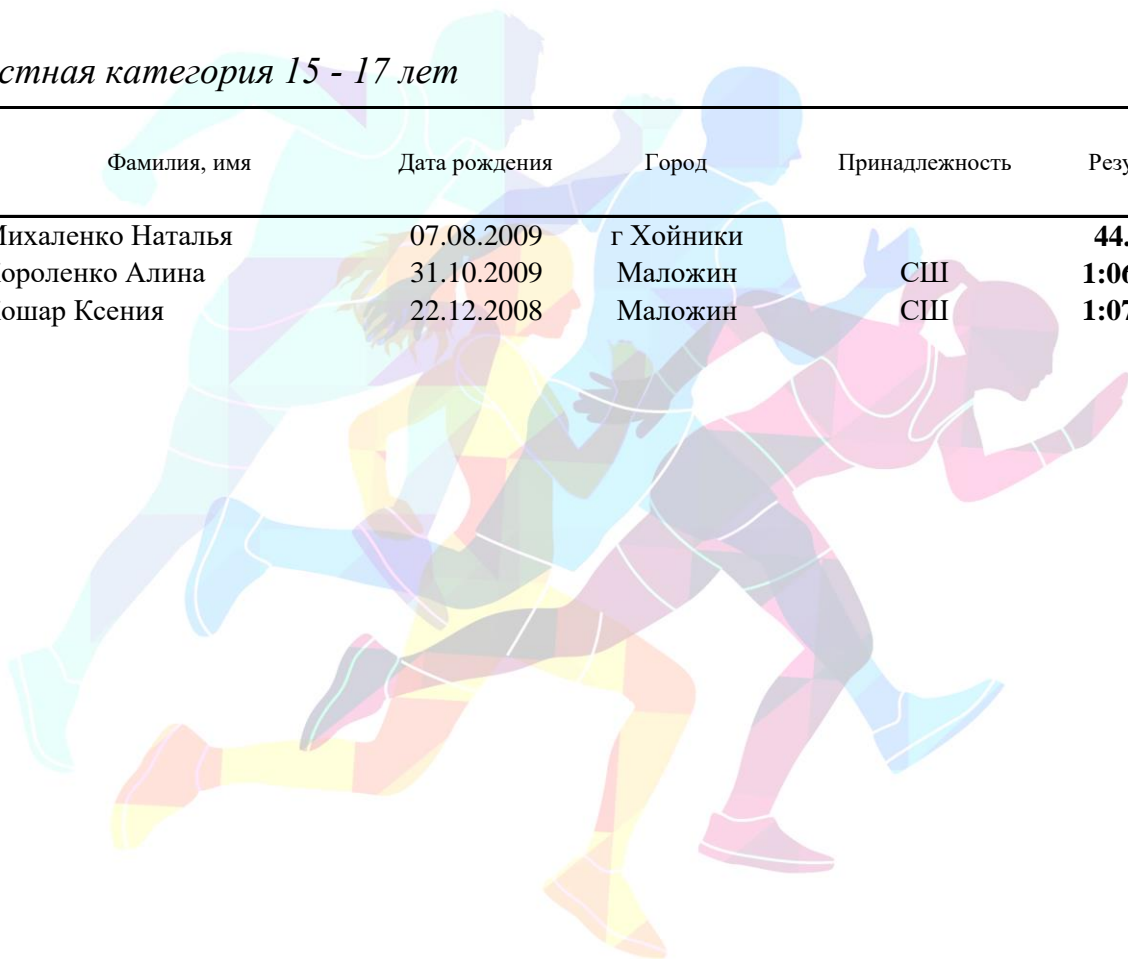 стная категория 15 - 17 лет
Фамилия, имя Дата рождения Город Принадлежность Резу
Михаленко Наталья 07.08.2009 г Хойники 44.
ороленко Алина 31.10.2009 Маложин СШ 1:06
ошар Ксения 22.12.2008 Маложин СШ 1:07